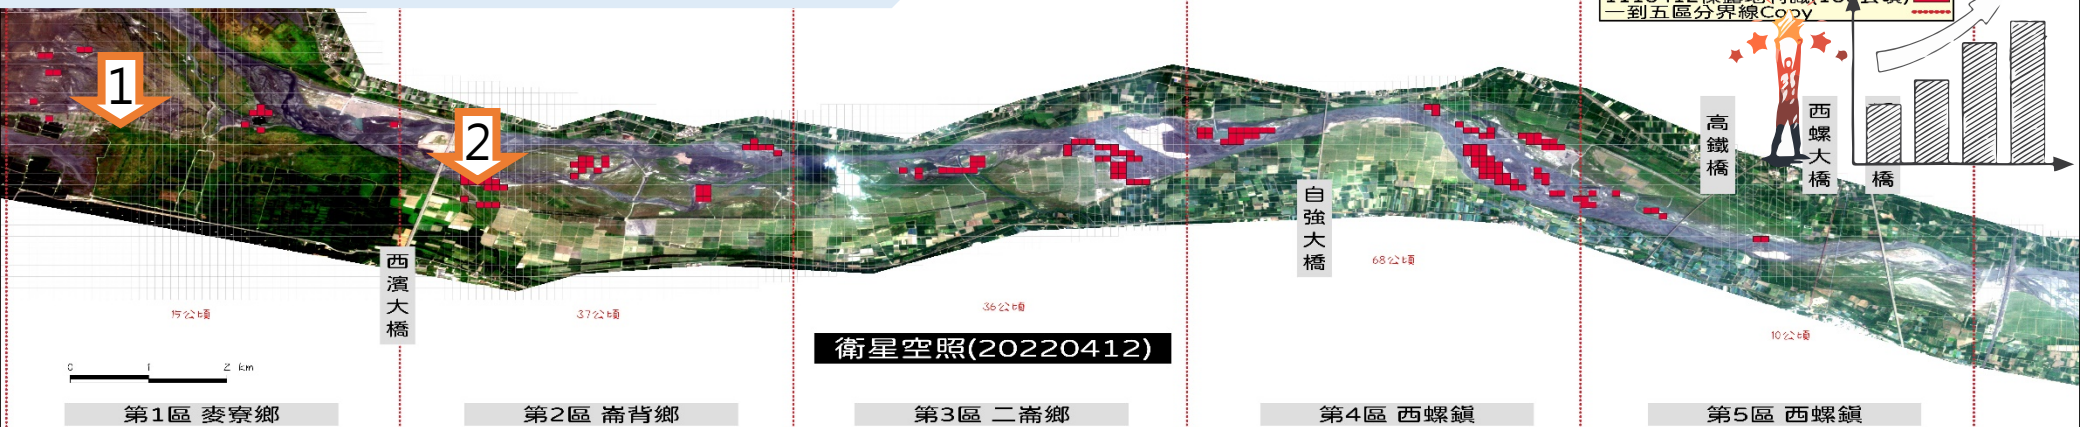 一到五區分界線Copy
1
2
高鐵橋
西螺大橋
橋
自強大橋
西濱大橋
15公頃
37公頃
36公頃
68公頃
10公頃
衛星空照(20220412)
0 1 2 km
第1區 麥寮鄉
第2區 崙背鄉
第3區 二崙鄉
第4區 西螺鎮
第5區 西螺鎮